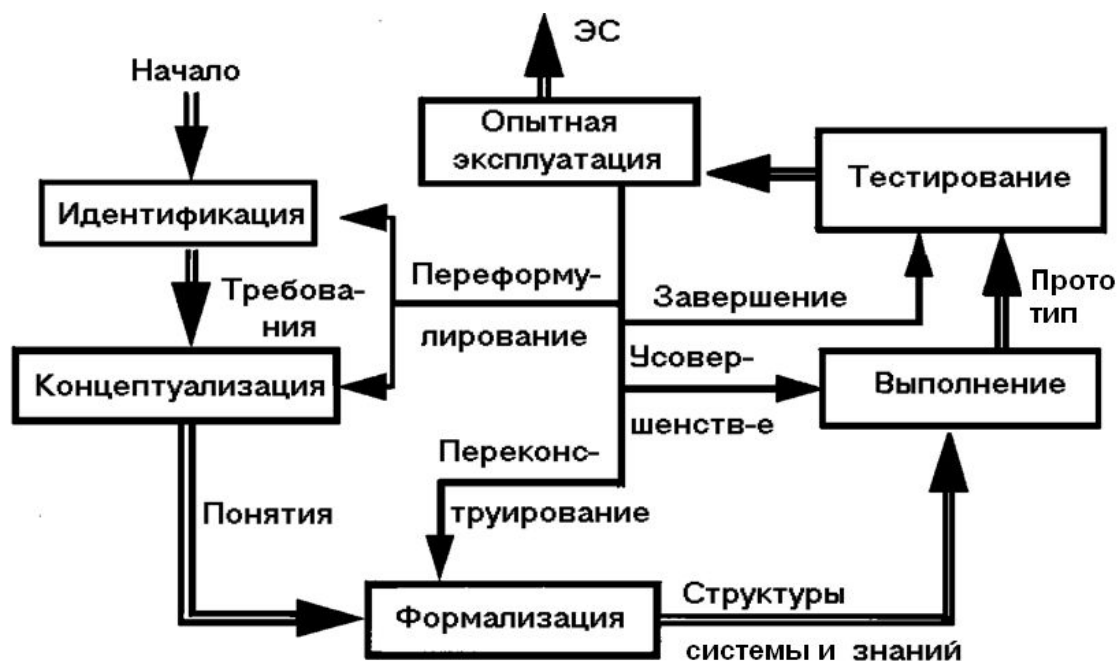 ЭС
Начало
Опытная
эксплуатация
Тестирование
Идентификация
Требова-
ния
Переформу-
лирование
Завершение
Прото
тип
Концептуализация
Усовер-
шенств-е
Выполнение
Переконс-
труирование
Понятия
Формализация
Структуры
системы и знаний